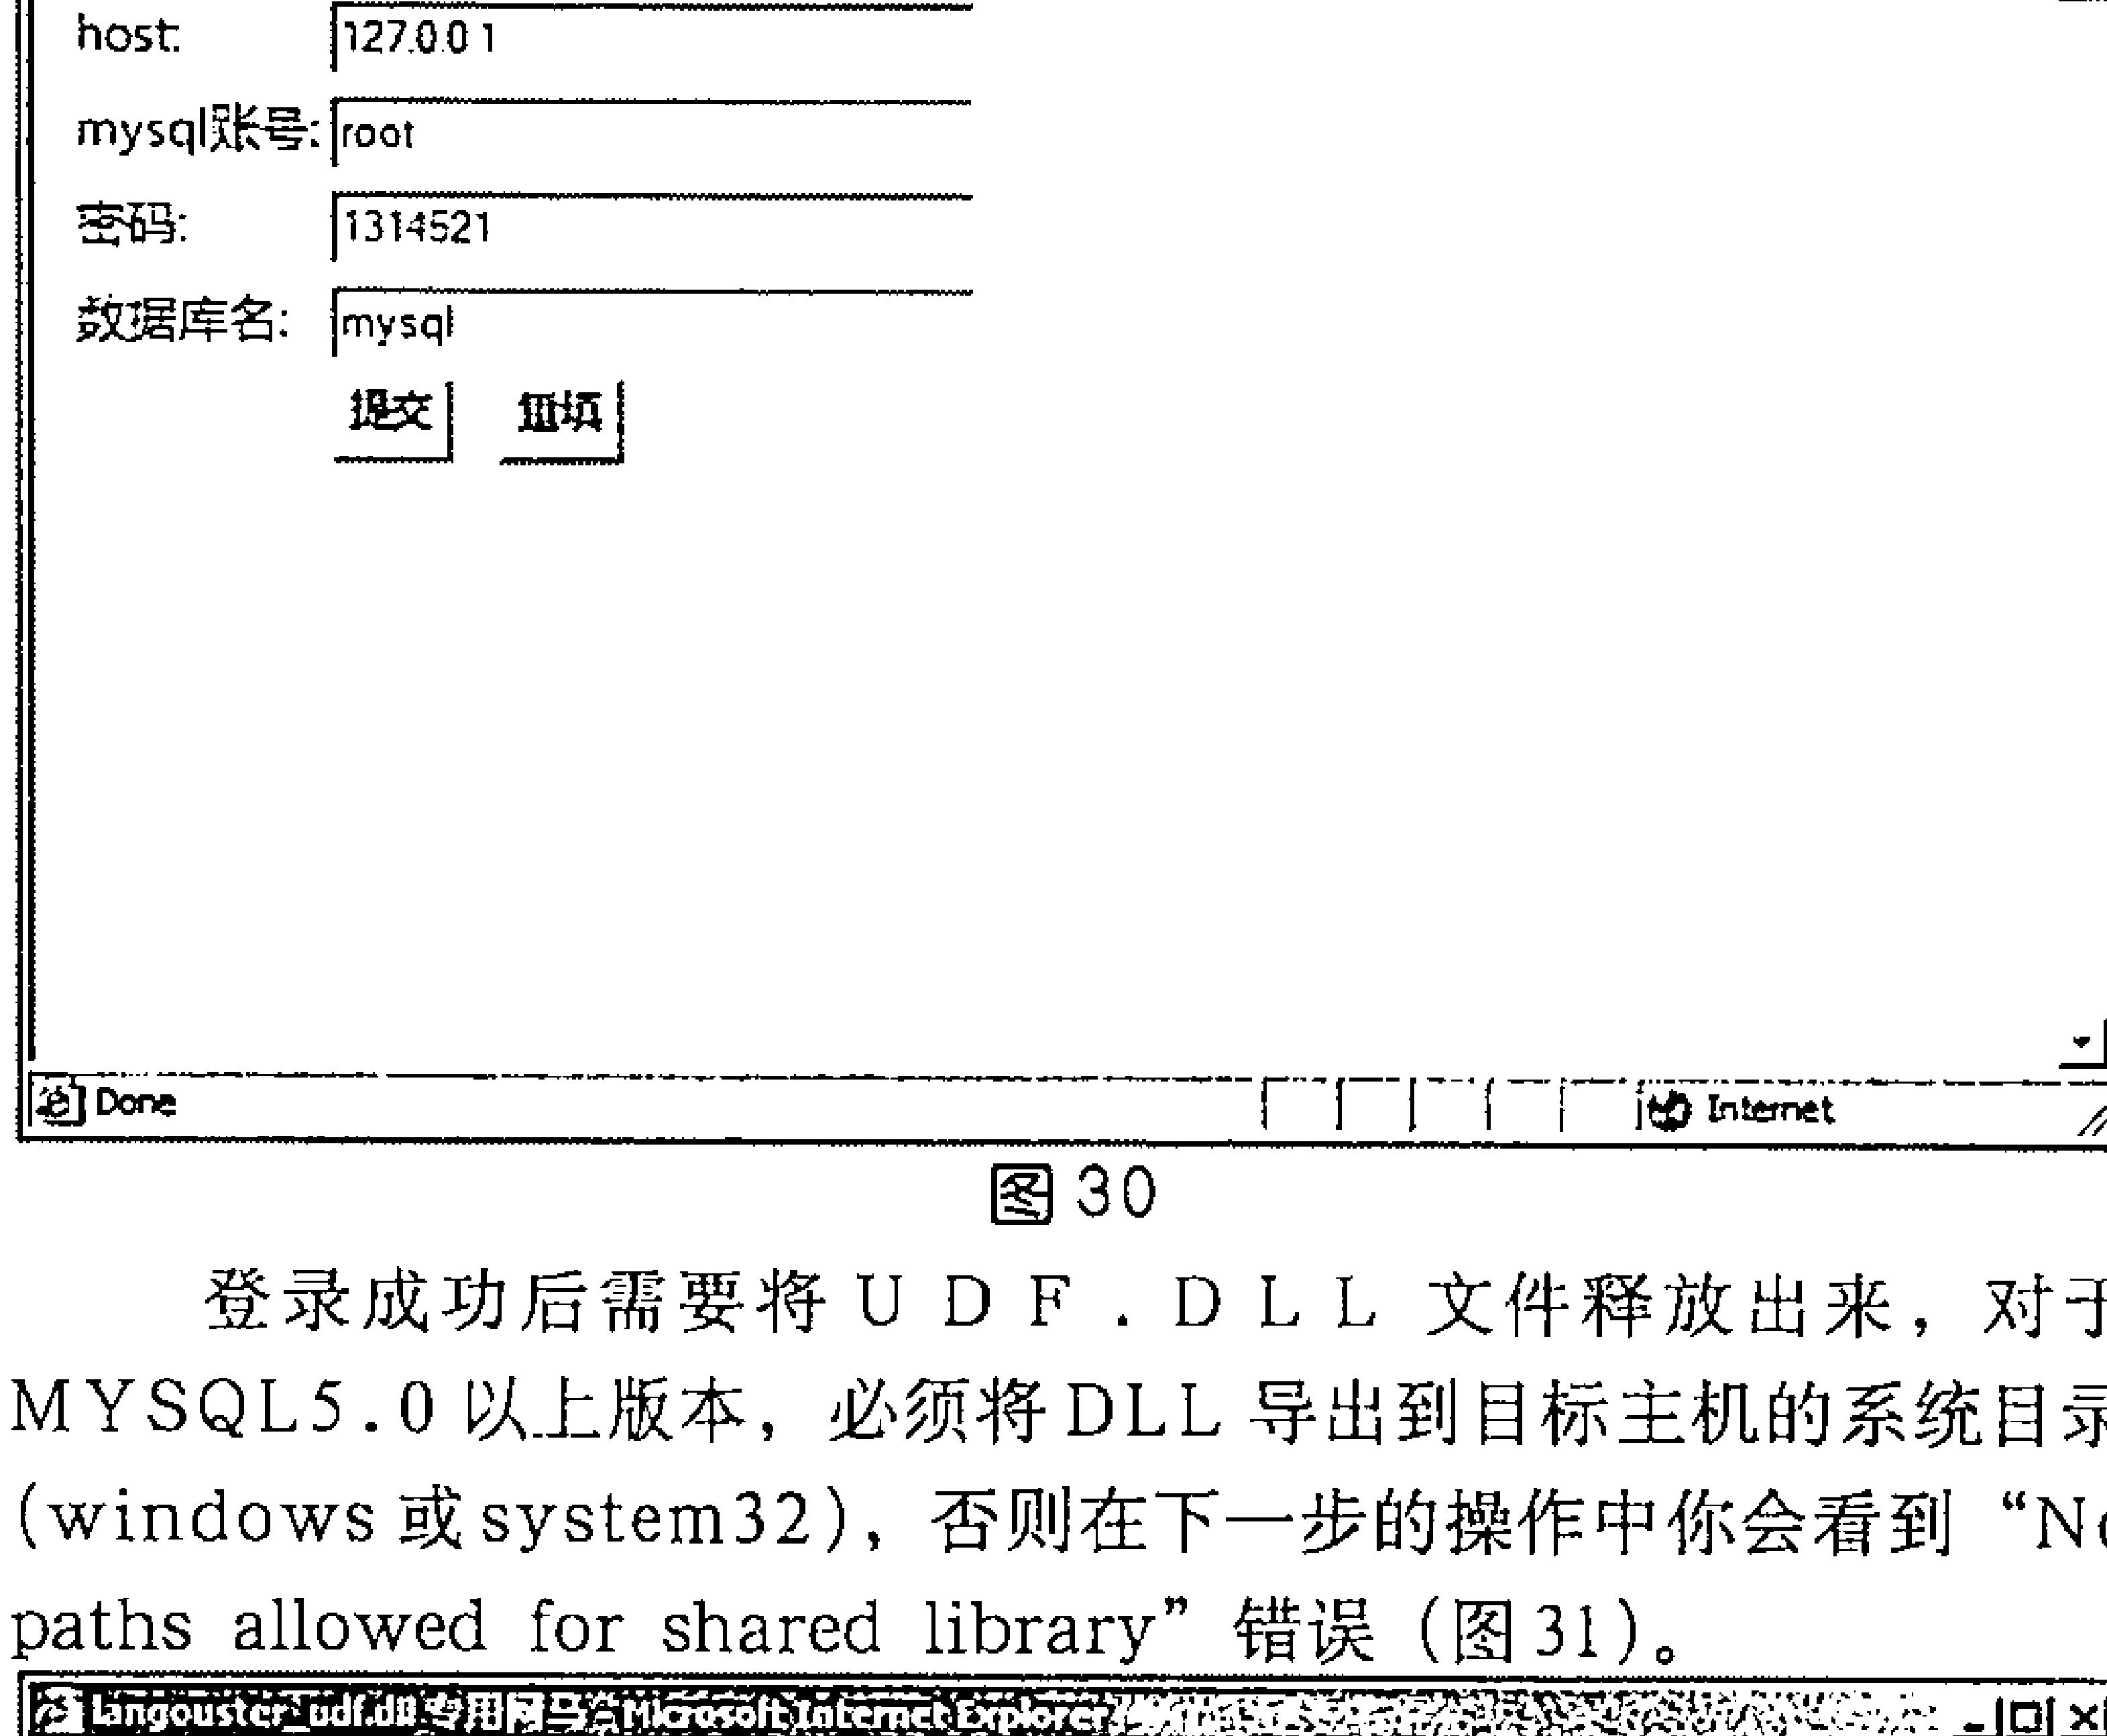 host: 127.0.0.1
mysql账号: root
密码: 1314521
数据库名: mysql
提交 重填
Done Internet
图 30
登录成功后需要将 UDF.DLL 文件释放出来，对于
MYSQL5.0 以上版本，必须将 DLL 导出到目标主机的系统目录
(windows 或 system32)，否则在下一步的操作中你会看到 “No
paths allowed for shared library” 错误 (图 31)。
Langouster_udf.dll 专用网马 - Microsoft Internet Explorer